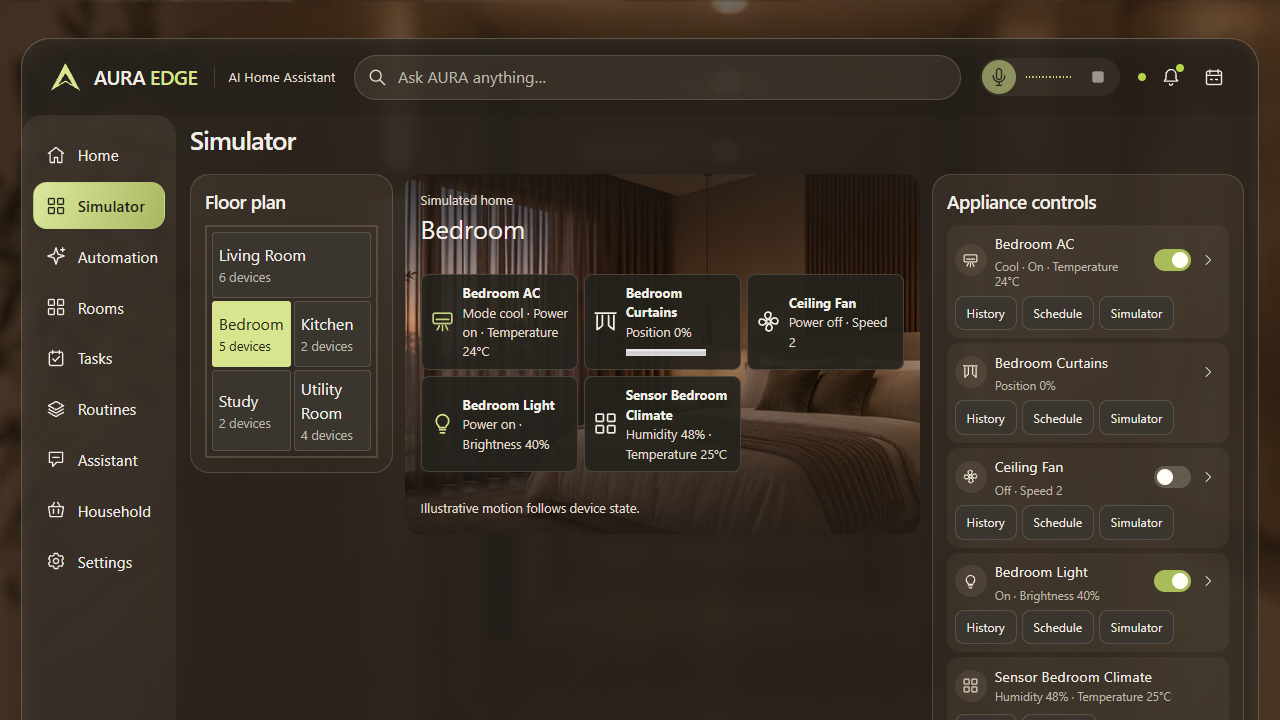 AURA EDGE
AI Home Assistant
Ask AURA anything...
Home
Simulator
Automation
Rooms
Tasks
Routines
Assistant
Household
Settings
Simulator
Floor plan
Living Room
6 devices
Bedroom
5 devices
Kitchen
2 devices
Study
2 devices
Utility
Room
4 devices
Simulated home
Bedroom
Bedroom AC
Mode cool · Power
on · Temperature
24°C
Bedroom
Curtains
Position 0%
Ceiling Fan
Power off · Speed
2
Bedroom Light
Power on ·
Brightness 40%
Sensor Bedroom
Climate
Humidity 48% ·
Temperature 25°C
Illustrative motion follows device state.
Appliance controls
Bedroom AC
Cool · On · Temperature
24°C
History
Schedule
Simulator
Bedroom Curtains
Position 0%
History
Schedule
Simulator
Ceiling Fan
Off · Speed 2
History
Schedule
Simulator
Bedroom Light
On · Brightness 40%
History
Schedule
Simulator
Sensor Bedroom Climate
Humidity 48% · Temperature 25°C